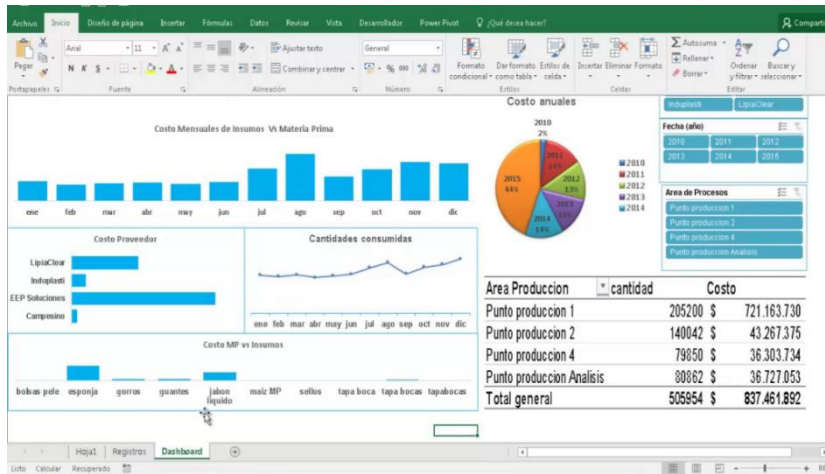 Archivo Inicio Diseño de página Insertar Fórmulas Datos Revisar Vista Desarrollador Power Pivot ¿Qué desea hacer? Comparti
Pegar
Arial 11
N K S
Ajustar texto
Combinar y centrar
General
Formato condicional
Dar formato como tabla
Estilos de celda
Insertar Eliminar Formato
Autosuma
Rellenar
Borrar
Ordenar y filtrar
Buscar y seleccionar
Portapapeles Fuente Alineación Número Estilos Celdas Editar
Costo Mensuales de Insumos Vs Materia Prima
ene feb mar abr may jun jul ago sep oct nov dic
Costo anuales
2010
2%
2011
14%
2012
13%
2013
2014
14%
2015
44%
2010
2011
2012
2013
2014
Induplasti LipiaClear
Fecha (año)
2010 2011 2012
2013 2014 2015
Area de Procesos
Punto produccion 1
Punto produccion 2
Punto produccion 4
Punto produccion Analisis
Costo Proveedor
LipiaClear
Induplasti
EEP Soluciones
Campesino
Cantidades consumidas
ene feb mar abr may jun jul ago sep oct nov dic
Costo MP vs Insumos
bolsas pele esponja gorros guantes jabon liquido maiz MP sellos tapa boca tapa bocas tapabocas
Area Produccion cantidad Costo
Punto produccion 1 205200 $ 721.163.730
Punto produccion 2 140042 $ 43.267.375
Punto produccion 4 79850 $ 36.303.734
Punto produccion Analisis 80862 $ 36.727.053
Total general 505954 $ 837.461.892
Hoja1 Registros Dashboard
Listo Calcular Recuperado